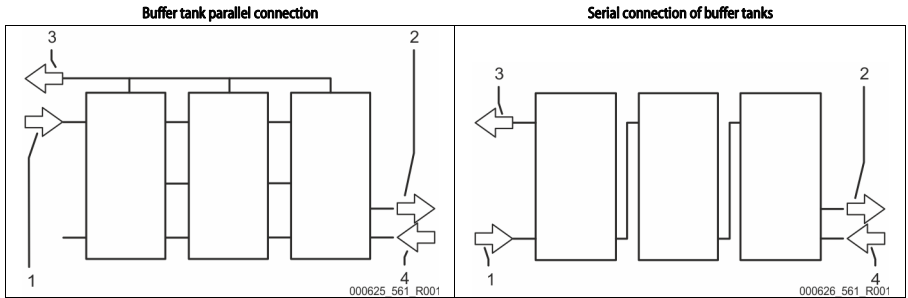 Buffer tank parallel connection
Serial connection of buffer tanks
3
2
1
4
000625_561_R001
3
2
1
4
000626_561_R001